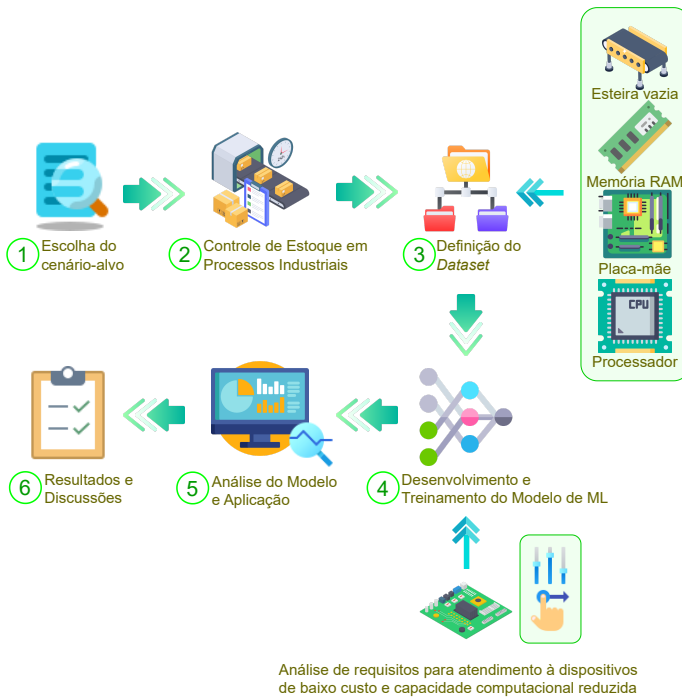 Esteira vazia
Memória RAM
Placa-mãe
CPU
Processador
1 Escolha do
cenário-alvo
2 Controle de Estoque em
Processos Industriais
3 Definição do
Dataset
4 Desenvolvimento e
Treinamento do Modelo de ML
5 Análise do Modelo
e Aplicação
6 Resultados e
Discussões
Análise de requisitos para atendimento à dispositivos
de baixo custo e capacidade computacional reduzida